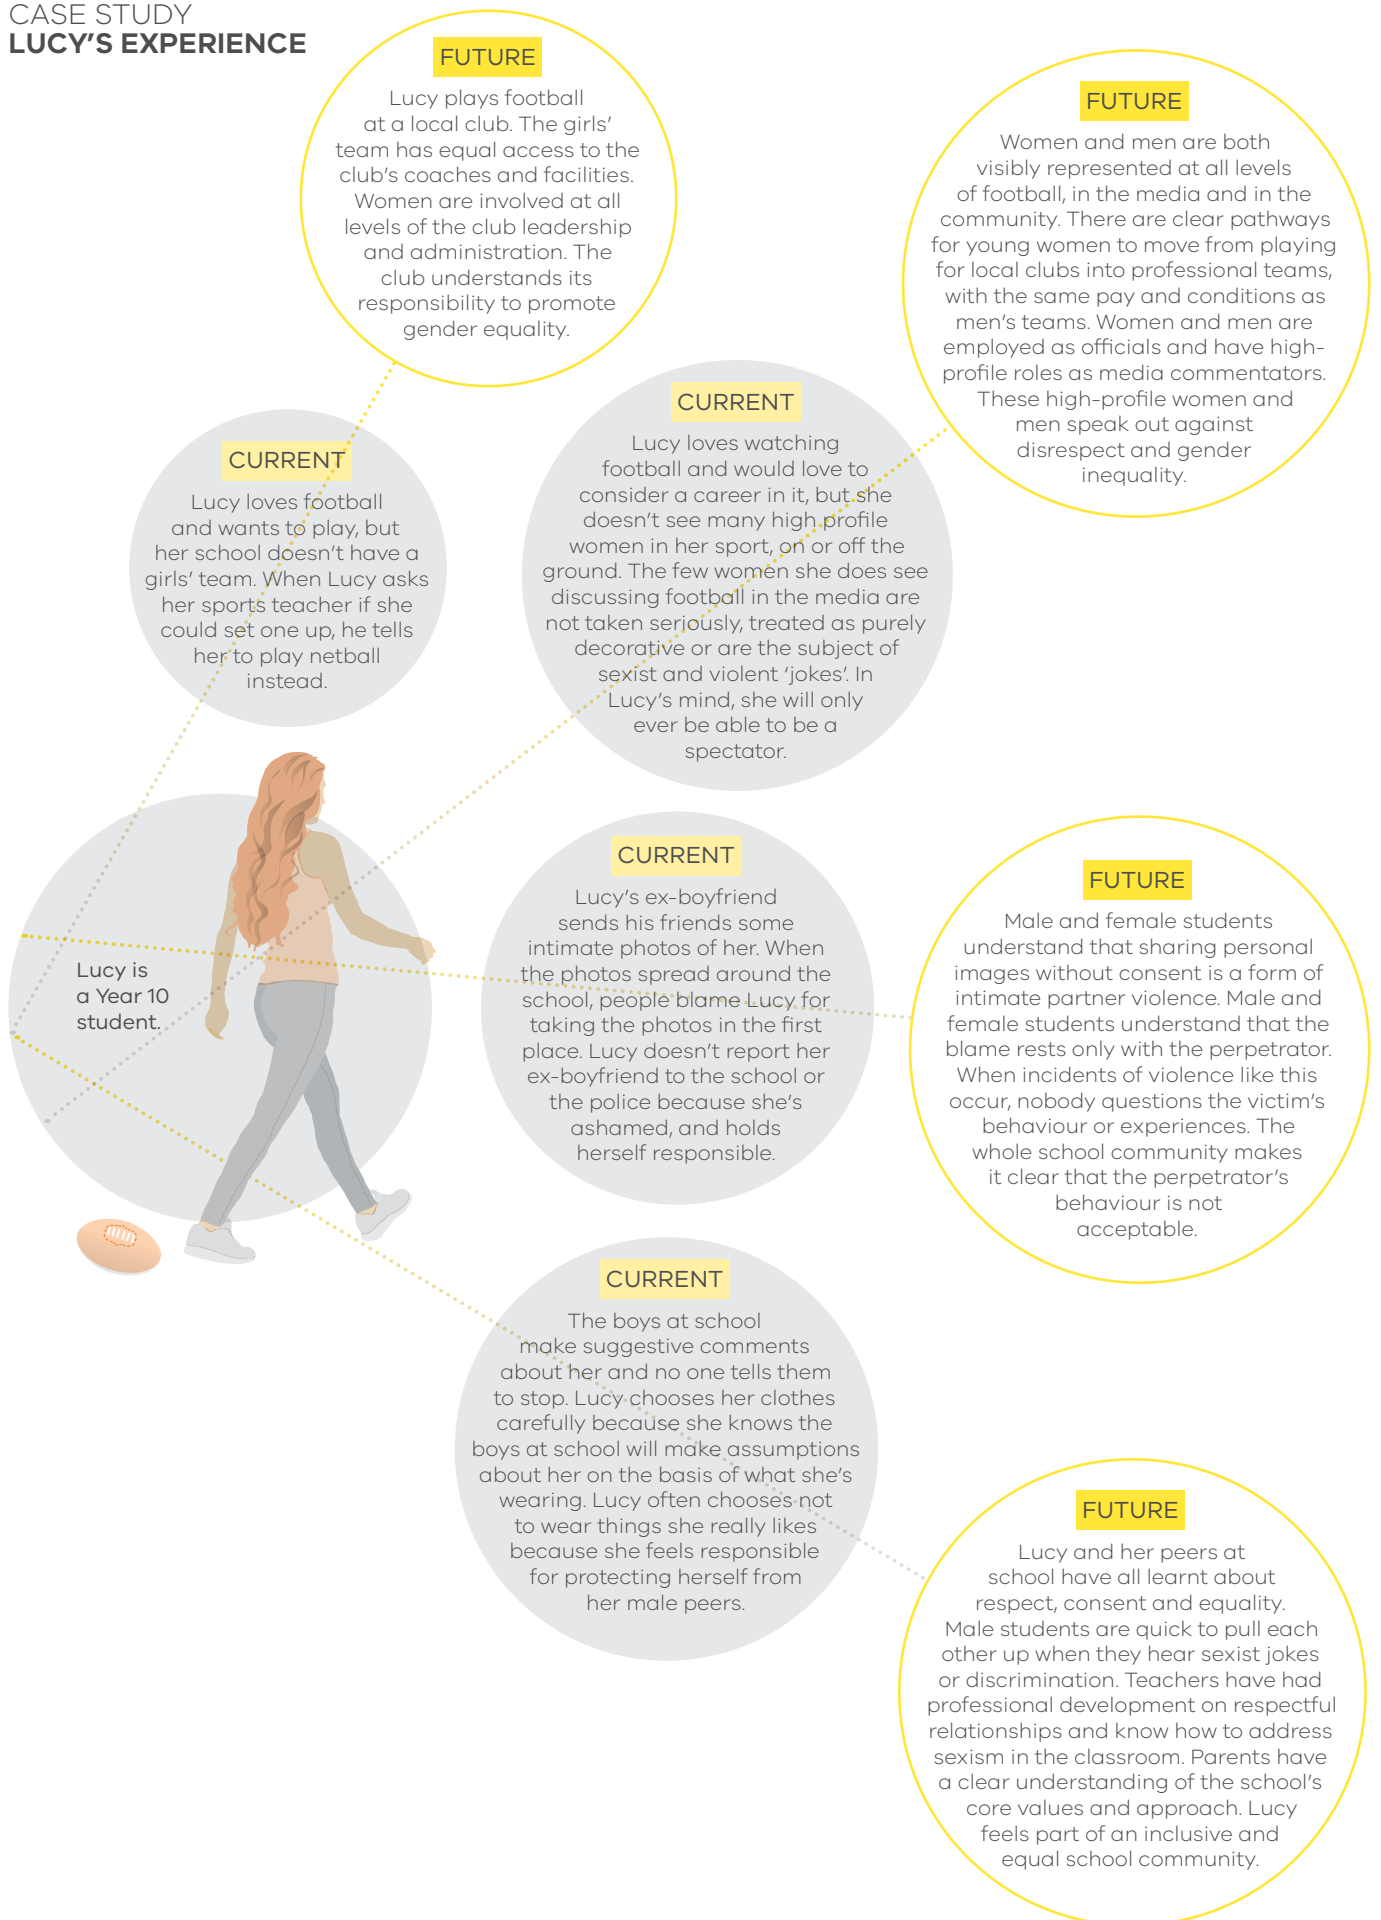 CASE STUDY
LUCY’S EXPERIENCE
FUTURE
Lucy plays football
at a local club. The girls’
team has equal access to the
club’s coaches and facilities.
Women are involved at all
levels of the club leadership
and administration. The
club understands its
responsibility to promote
gender equality.
FUTURE
Women and men are both
visibly represented at all levels
of football, in the media and in the
community. There are clear pathways
for young women to move from playing
for local clubs into professional teams,
with the same pay and conditions as
men’s teams. Women and men are
employed as officials and have high-
profile roles as media commentators.
These high-profile women and
men speak out against
disrespect and gender
inequality.
CURRENT
Lucy loves football
and wants to play, but
her school doesn’t have a
girls’ team. When Lucy asks
her sports teacher if she
could set one up, he tells
her to play netball
instead.
CURRENT
Lucy loves watching
football and would love to
consider a career in it, but she
doesn’t see many high profile
women in her sport, on or off the
ground. The few women she does see
discussing football in the media are
not taken seriously, treated as purely
decorative or are the subject of
sexist and violent ‘jokes’. In
Lucy’s mind, she will only
ever be able to be a
spectator.
Lucy is
a Year 10
student.
CURRENT
Lucy’s ex-boyfriend
sends his friends some
intimate photos of her. When
the photos spread around the
school, people blame Lucy for
taking the photos in the first
place. Lucy doesn’t report her
ex-boyfriend to the school or
the police because she’s
ashamed, and holds
herself responsible.
FUTURE
Male and female students
understand that sharing personal
images without consent is a form of
intimate partner violence. Male and
female students understand that the
blame rests only with the perpetrator.
When incidents of violence like this
occur, nobody questions the victim’s
behaviour or experiences. The
whole school community makes
it clear that the perpetrator’s
behaviour is not
acceptable.
CURRENT
The boys at school
make suggestive comments
about her and no one tells them
to stop. Lucy chooses her clothes
carefully because she knows the
boys at school will make assumptions
about her on the basis of what she’s
wearing. Lucy often chooses not
to wear things she really likes
because she feels responsible
for protecting herself from
her male peers.
FUTURE
Lucy and her peers at
school have all learnt about
respect, consent and equality.
Male students are quick to pull each
other up when they hear sexist jokes
or discrimination. Teachers have had
professional development on respectful
relationships and know how to address
sexism in the classroom. Parents have
a clear understanding of the school’s
core values and approach. Lucy
feels part of an inclusive and
equal school community.